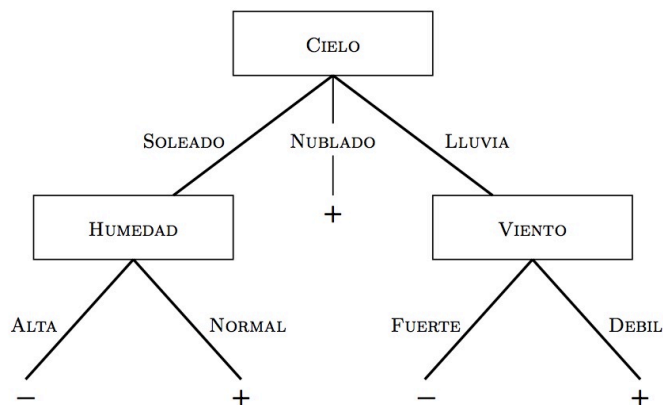 CIELO
SOLEADO NUBLADO LLUVIA
+
HUMEDAD VIENTO
ALTA NORMAL FUERTE DEBIL
− + − +